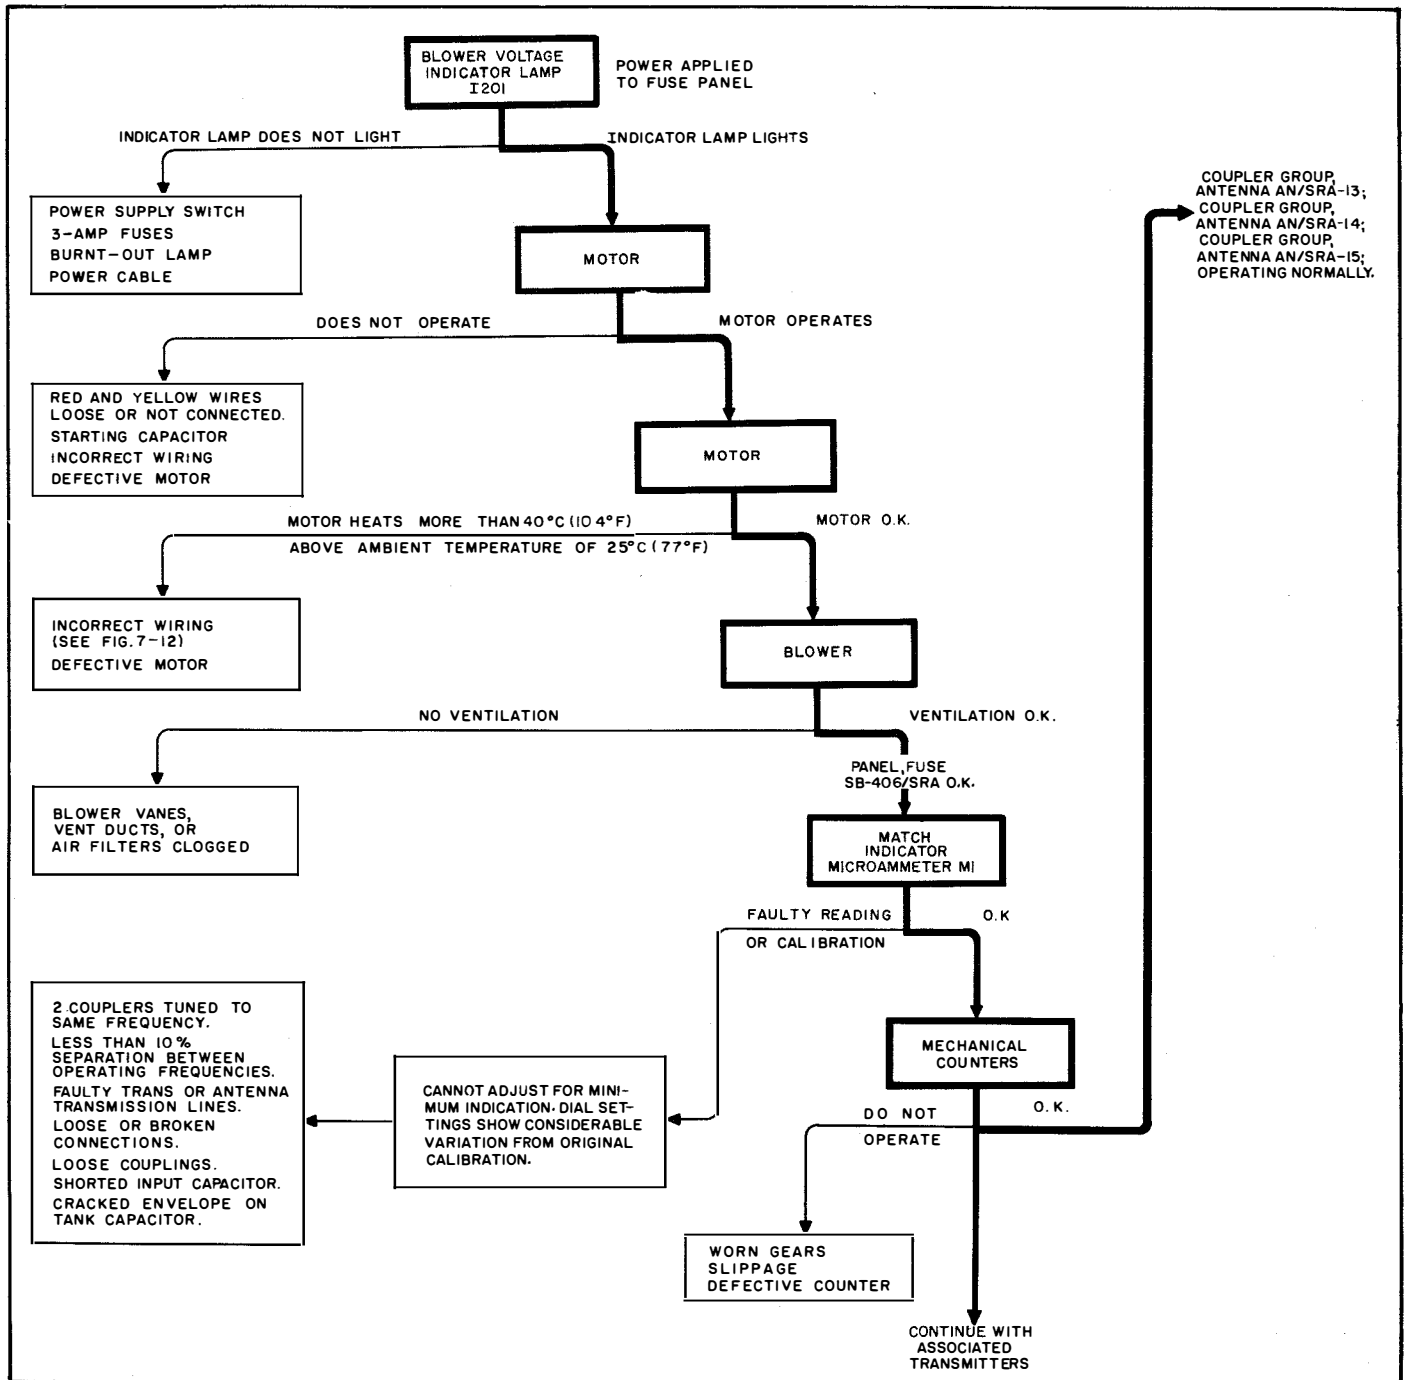 BLOWER VOLTAGE
INDICATOR LAMP
I201
POWER APPLIED
TO FUSE PANEL
INDICATOR LAMP DOES NOT LIGHT
INDICATOR LAMP LIGHTS
POWER SUPPLY SWITCH
3-AMP FUSES
BURNT-OUT LAMP
POWER CABLE
MOTOR
COUPLER GROUP,
ANTENNA AN/SRA-13;
COUPLER GROUP,
ANTENNA AN/SRA-14;
COUPLER GROUP,
ANTENNA AN/SRA-15;
OPERATING NORMALLY.
DOES NOT OPERATE
MOTOR OPERATES
RED AND YELLOW WIRES
LOOSE OR NOT CONNECTED.
STARTING CAPACITOR
INCORRECT WIRING
DEFECTIVE MOTOR
MOTOR
MOTOR HEATS MORE THAN 40°C (104°F)
ABOVE AMBIENT TEMPERATURE OF 25°C (77°F)
MOTOR O.K.
INCORRECT WIRING
(SEE FIG. 7-12)
DEFECTIVE MOTOR
BLOWER
NO VENTILATION
VENTILATION O.K.
PANEL, FUSE
SB-406/SRA O.K.
BLOWER VANES,
VENT DUCTS, OR
AIR FILTERS CLOGGED
MATCH
INDICATOR
MICROAMMETER MI
FAULTY READING
OR CALIBRATION
O.K
2 COUPLERS TUNED TO
SAME FREQUENCY.
LESS THAN 10%
SEPARATION BETWEEN
OPERATING FREQUENCIES.
FAULTY TRANS OR ANTENNA
TRANSMISSION LINES.
LOOSE OR BROKEN
CONNECTIONS.
LOOSE COUPLINGS.
SHORTED INPUT CAPACITOR.
CRACKED ENVELOPE ON
TANK CAPACITOR.
CANNOT ADJUST FOR MINI-
MUM INDICATION. DIAL SET-
TINGS SHOW CONSIDERABLE
VARIATION FROM ORIGINAL
CALIBRATION.
MECHANICAL
COUNTERS
DO NOT
OPERATE
O.K.
WORN GEARS
SLIPPAGE
DEFECTIVE COUNTER
CONTINUE WITH
ASSOCIATED
TRANSMITTERS